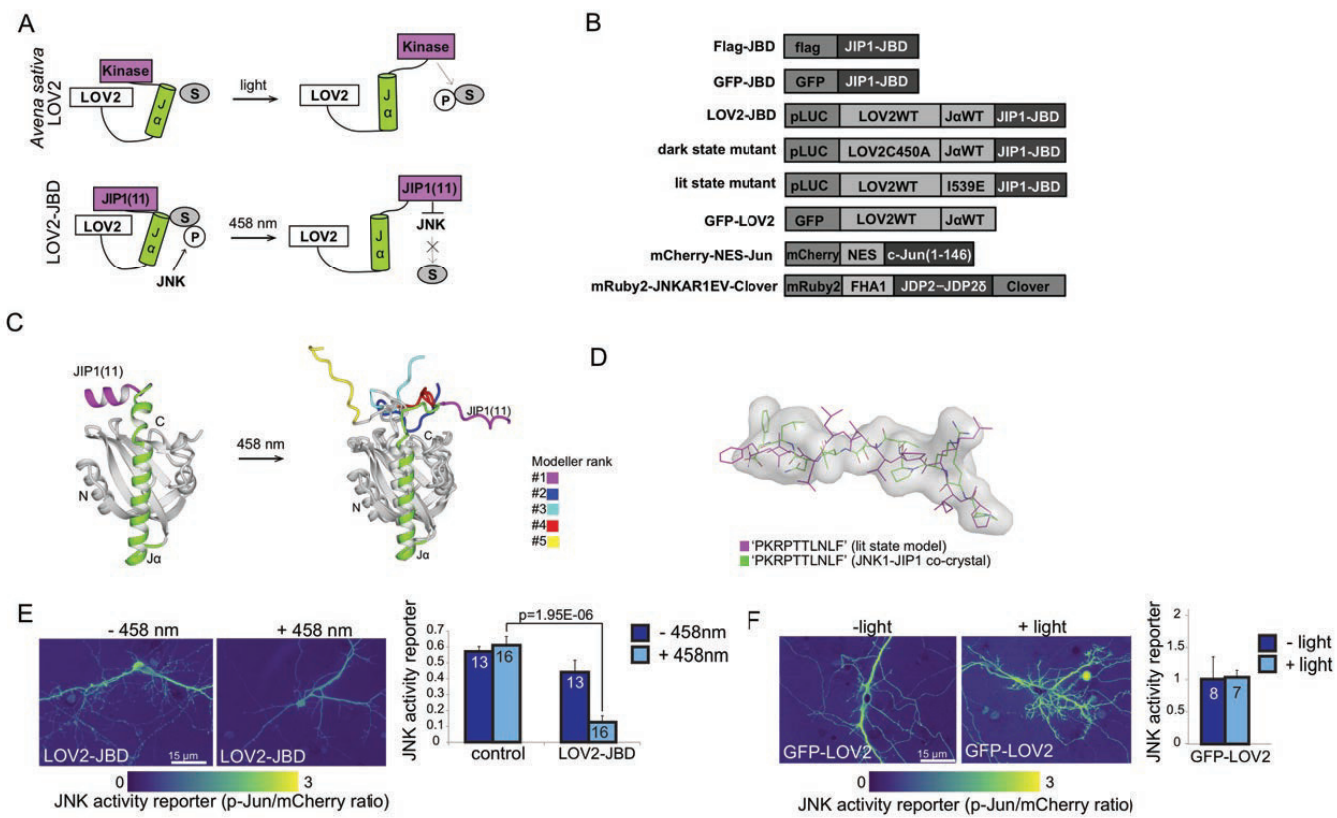 A
Avena sativa
LOV2
Kinase
LOV2
J
α
S
light
Kinase
LOV2
J
α
P
S
LOV2-JBD
JIP1(11)
LOV2
J
α
S
P
JNK
458 nm
JIP1(11)
LOV2
J
α
JNK
S
B
Flag-JBD flag JIP1-JBD
GFP-JBD GFP JIP1-JBD
LOV2-JBD pLUC LOV2WT JαWT JIP1-JBD
dark state mutant pLUC LOV2C450A JαWT JIP1-JBD
lit state mutant pLUC LOV2WT I539E JIP1-JBD
GFP-LOV2 GFP LOV2WT JαWT
mCherry-NES-Jun mCherry NES c-Jun(1-146)
mRuby2-JNKAR1EV-Clover mRuby2 FHA1 JDP2–JDP2δ Clover
C
JIP1(11)
C
N
Jα
458 nm
JIP1(11)
C
N
Jα
Modeller rank
#1
#2
#3
#4
#5
D
'PKRPTTLNLF' (lit state model)
'PKRPTTLNLF' (JNK1-JIP1 co-crystal)
E
- 458 nm + 458 nm
LOV2-JBD 15 μm LOV2-JBD
0 3
JNK activity reporter (p-Jun/mCherry ratio)
JNK activity reporter
0.7
0.6
0.5
0.4
0.3
0.2
0.1
0
p=1.95E-06
13 16 13 16
control LOV2-JBD
- 458nm
+ 458nm
F
-light + light
GFP-LOV2 15 μm GFP-LOV2
0 3
JNK activity reporter (p-Jun/mCherry ratio)
JNK activity reporter
2
1.5
1
0.5
0
8 7
GFP-LOV2
- light
+ light